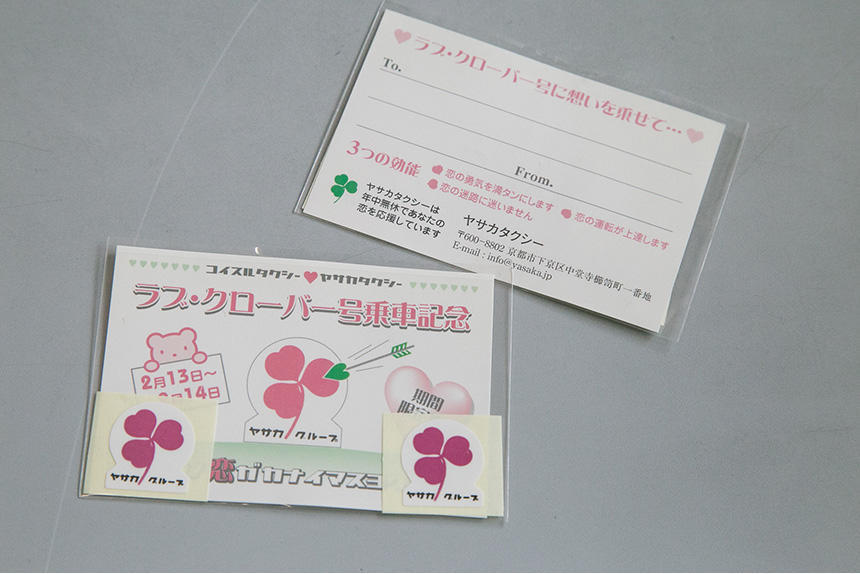 ラブ・クローバー号に想いを乗せて…
To.
From.
3つの効能
恋の勇気を満タンにします
恋の迷路に迷いません
恋の運転が上達します
ヤサカタクシーは
年中無休であなたの
恋を応援しています
ヤサカタクシー
〒600-8802 京都市下京区中堂寺櫛笥町一番地
E-mail : info@yasaka.jp
コイスルタクシー ヤサカタクシー
ラブ・クローバー号乗車記念
2月13日〜
月14日
期間
ヤサカ グループ
恋ガカナイマスヨ
ヤサカ グループ
ヤサカ グループ